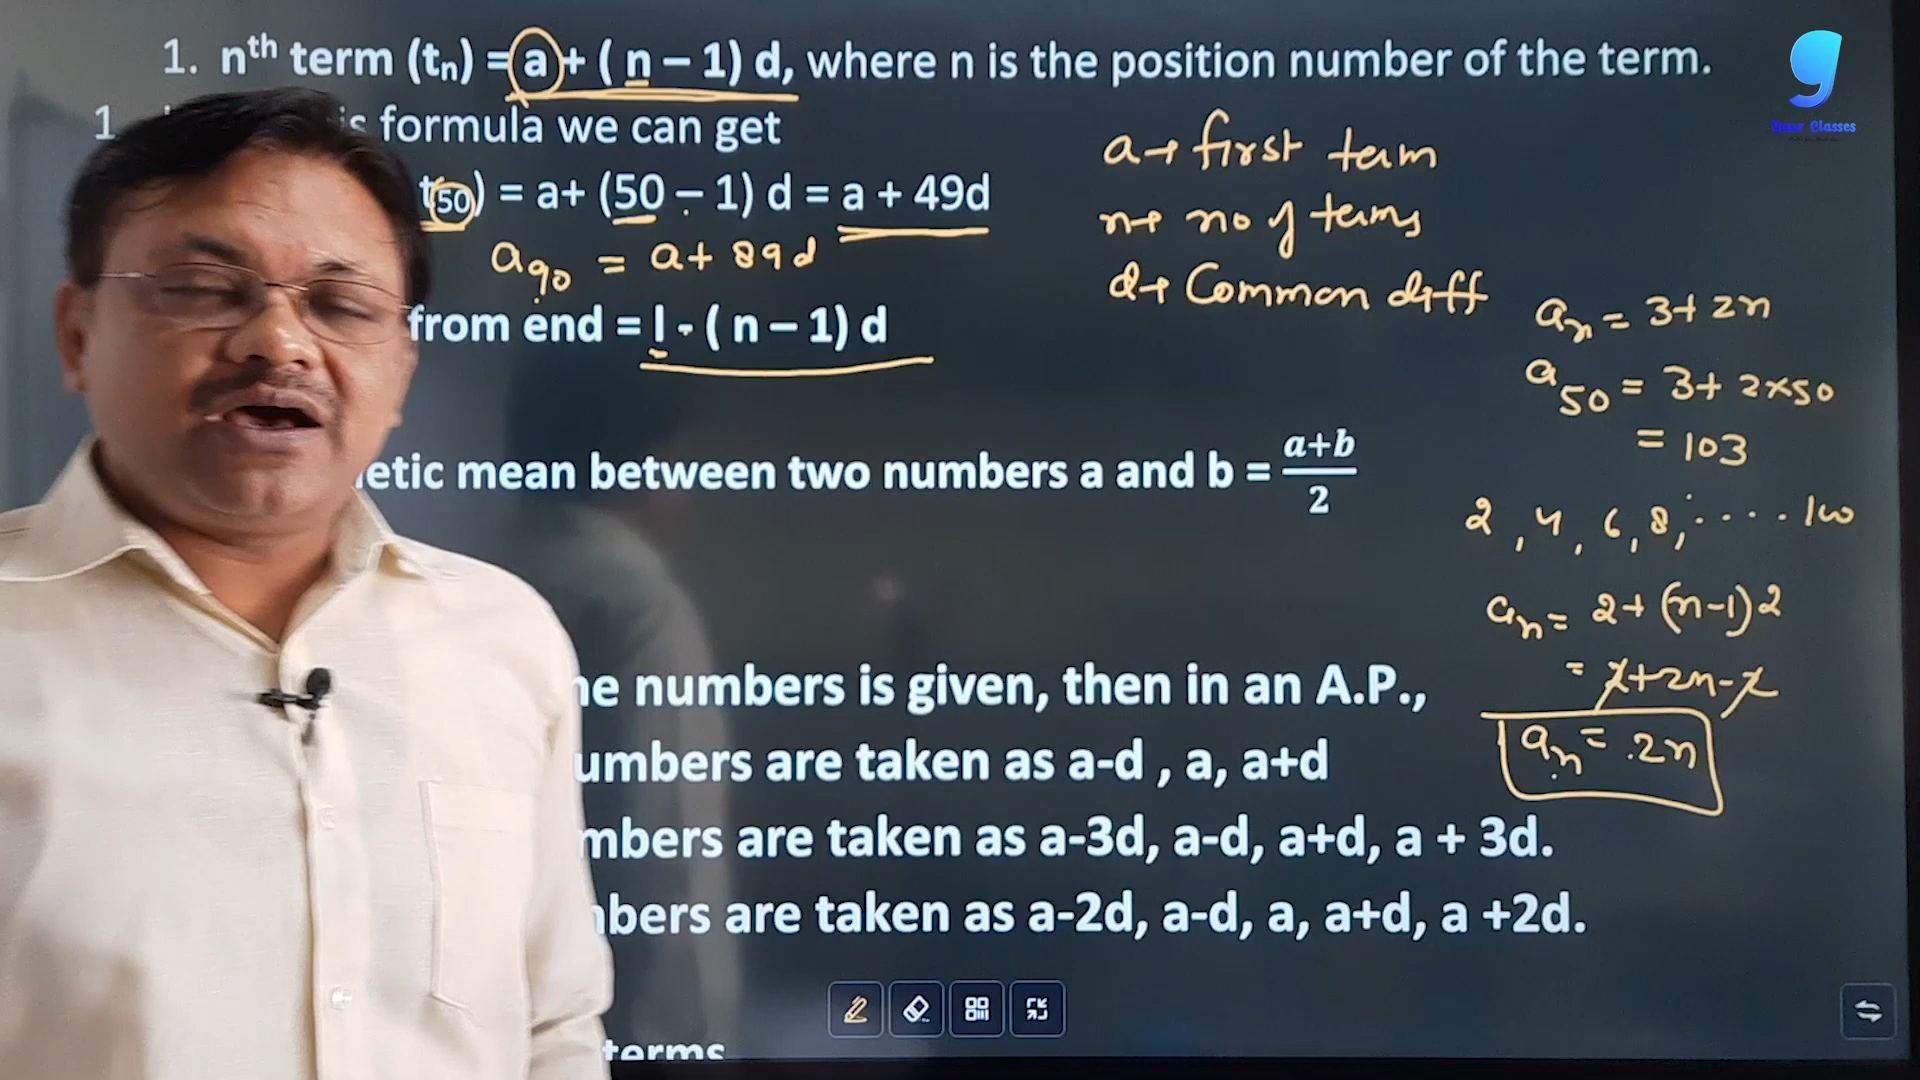 1. nth term (tn) = a + ( n – 1) d, where n is the position number of the term.
1
formula we can get
t50) = a+ (50 – 1) d = a + 49d
a90 = a + 89d
from end = l - ( n – 1) d
etic mean between two numbers a and b = a+b/2
numbers is given, then in an A.P.,
umbers are taken as a-d , a, a+d
mbers are taken as a-3d, a-d, a+d, a + 3d.
bers are taken as a-2d, a-d, a, a+d, a +2d.
terms
a→ first term
n→ no of terms
d→ Common diff
an = 3+2n
a50 = 3+ 2×50
= 103
2, 4, 6, 8, ..... 100
an = 2+ (n-1)2
= 2+2n-2
an = 2n
g
Classes